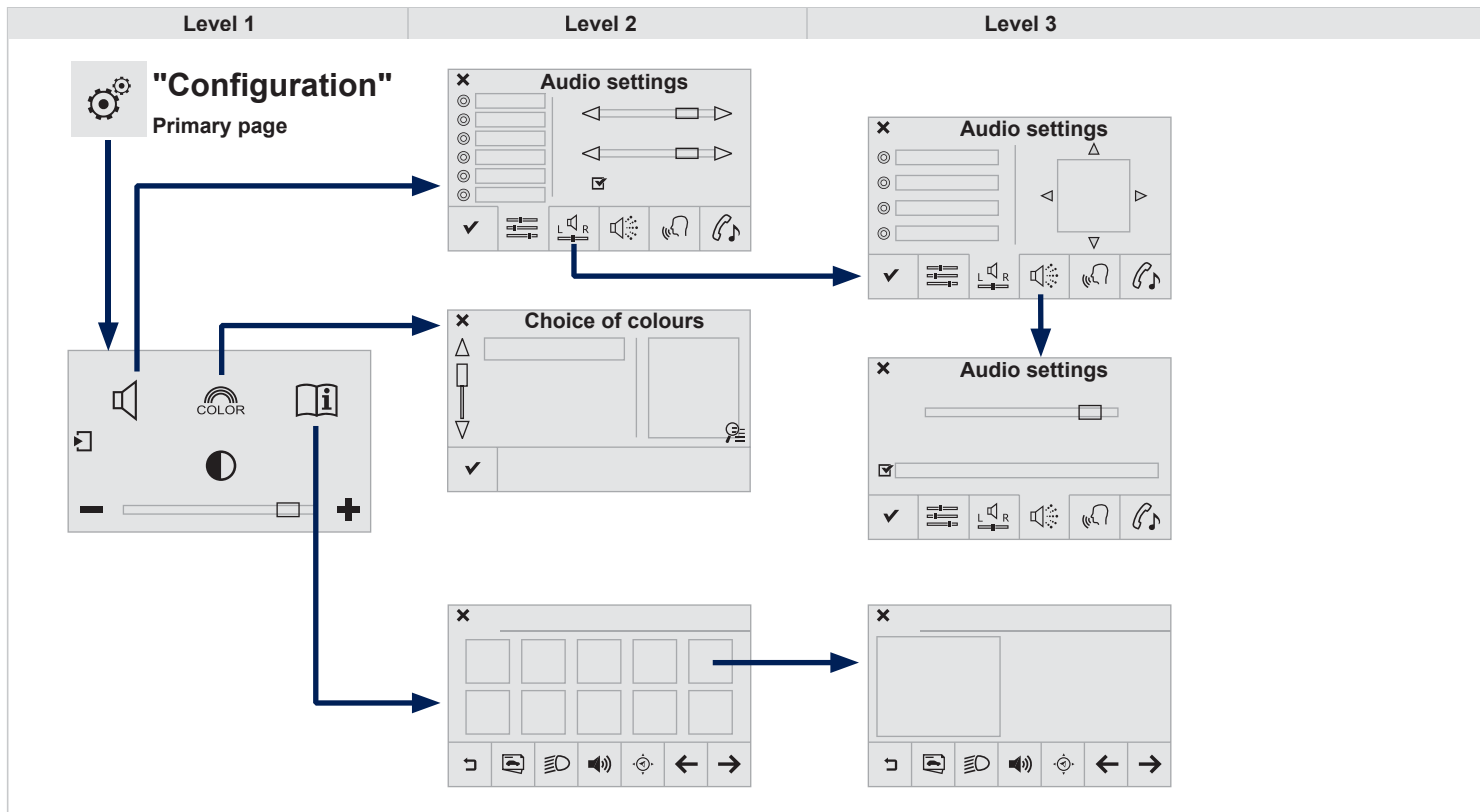 Level 1
Level 2
Level 3
"Configuration"
Primary page
Audio settings
L R
Audio settings
L R
Choice of colours
COLOR
i
Audio settings
L R